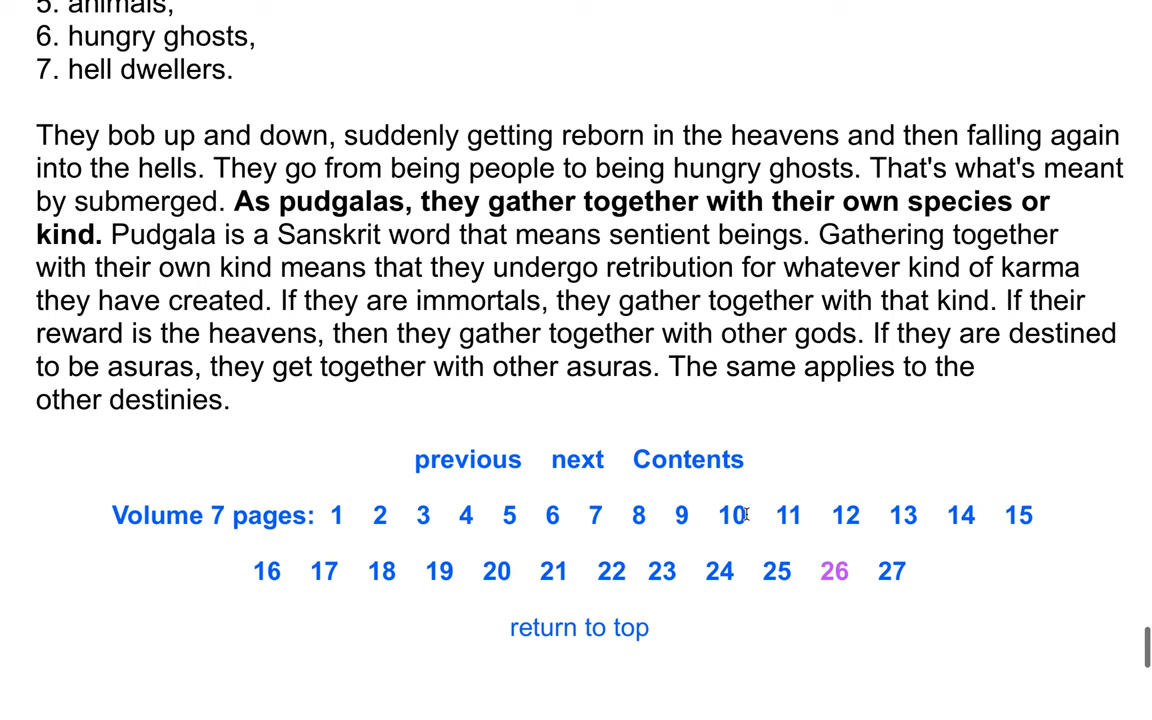 5. animals,
6. hungry ghosts,
7. hell dwellers.
They bob up and down, suddenly getting reborn in the heavens and then falling again
into the hells. They go from being people to being hungry ghosts. That's what's meant
by submerged. As pudgalas, they gather together with their own species or
kind. Pudgala is a Sanskrit word that means sentient beings. Gathering together
with their own kind means that they undergo retribution for whatever kind of karma
they have created. If they are immortals, they gather together with that kind. If their
reward is the heavens, then they gather together with other gods. If they are destined
to be asuras, they get together with other asuras. The same applies to the
other destinies.
previous next Contents
Volume 7 pages: 1 2 3 4 5 6 7 8 9 10 11 12 13 14 15
16 17 18 19 20 21 22 23 24 25 26 27
return to top